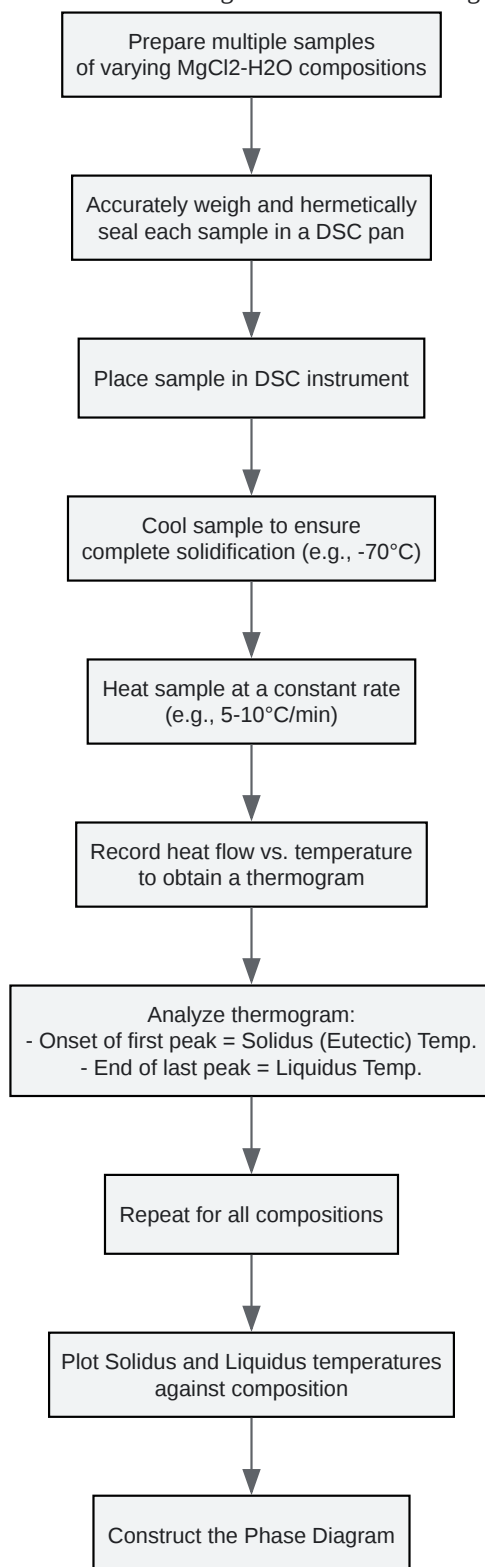 Prepare multiple samples
of varying MgCl2-H2O compositions
Accurately weigh and hermetically
seal each sample in a DSC pan
Place sample in DSC instrument
Cool sample to ensure
complete solidification (e.g., -70°C)
Heat sample at a constant rate
(e.g., 5-10°C/min)
Record heat flow vs. temperature
to obtain a thermogram
Analyze thermogram:
- Onset of first peak = Solidus (Eutectic) Temp.
- End of last peak = Liquidus Temp.
Repeat for all compositions
Plot Solidus and Liquidus temperatures
against composition
Construct the Phase Diagram